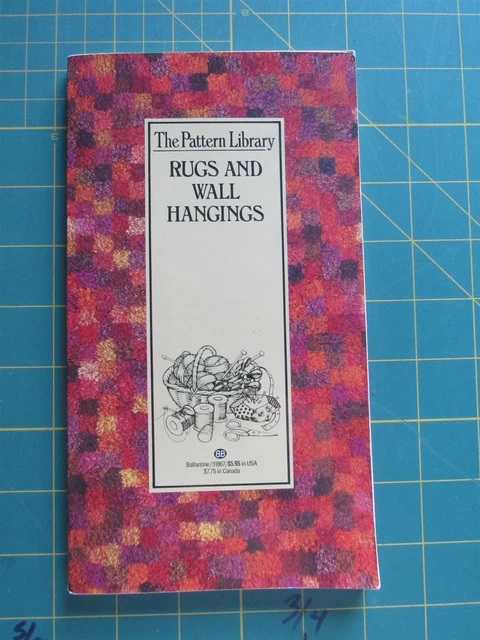 The Pattern Library
RUGS AND
WALL
HANGINGS
BB
Ballantine/31867/$5.95 in USA
$7.75 in Canada
3/4